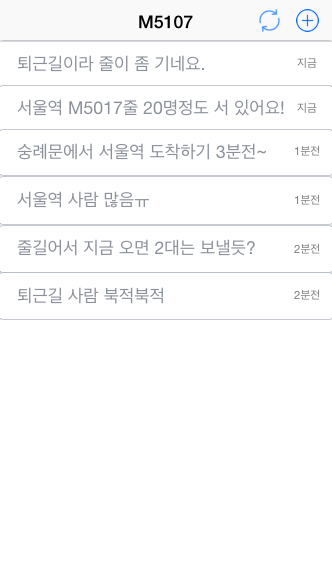 M5107
퇴근길이라 줄이 좀 기네요.
지금
서울역 M5017줄 20명정도 서 있어요!
지금
숭례문에서 서울역 도착하기 3분전~
1분전
서울역 사람 많음ㅠ
1분전
줄길어서 지금 오면 2대는 보낼듯?
2분전
퇴근길 사람 북적북적
2분전